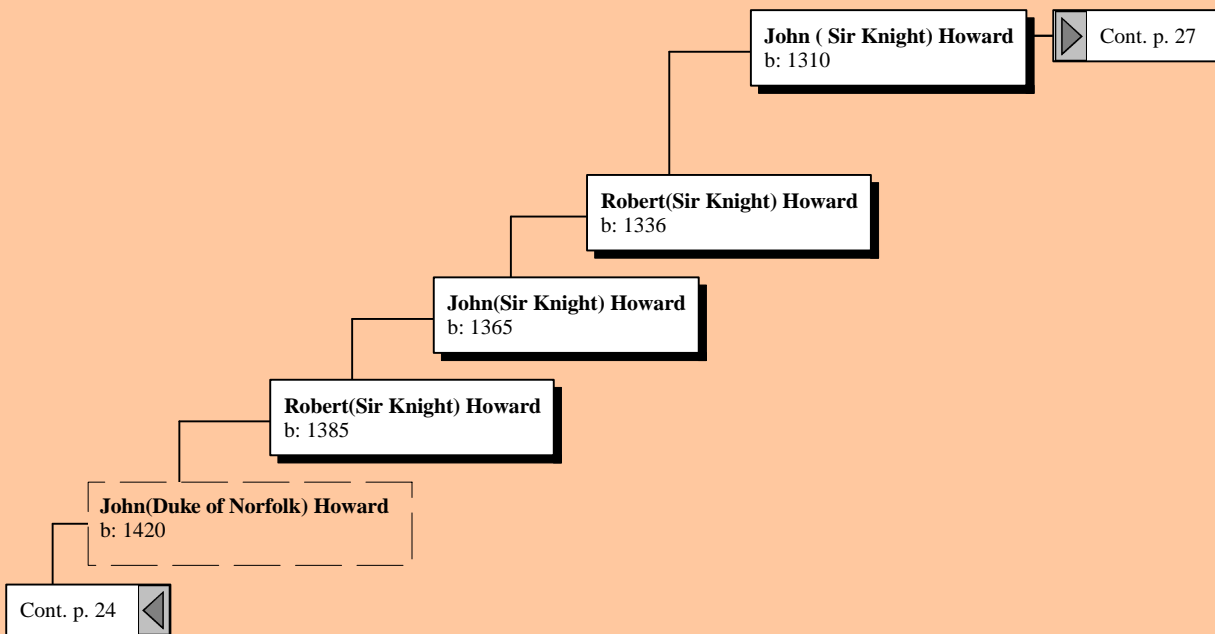 John ( Sir Knight) Howard
b: 1310
Cont. p. 27
Robert(Sir Knight) Howard
b: 1336
John(Sir Knight) Howard
b: 1365
Robert(Sir Knight) Howard
b: 1385
John(Duke of Norfolk) Howard
b: 1420
Cont. p. 24